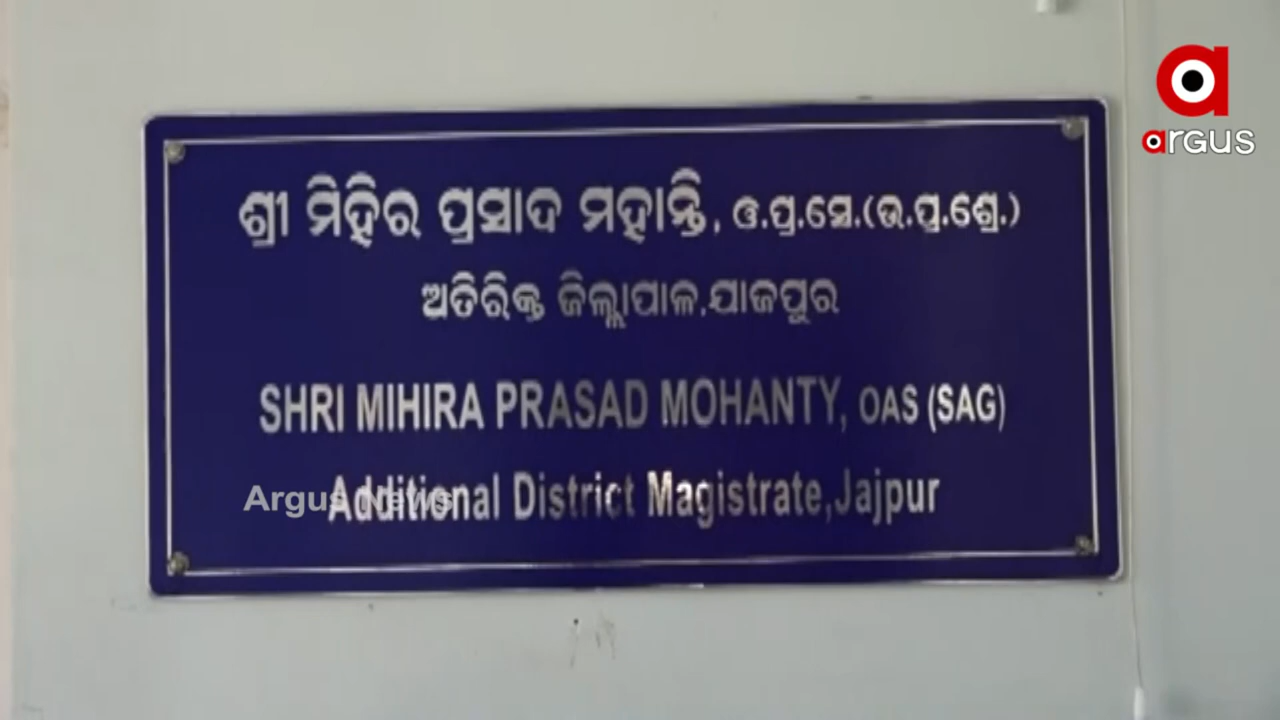 argus
ଶ୍ରୀ ମିହିର ପ୍ରସାଦ ମହାନ୍ତି, ଓ.ପ୍ର.ସେ.(ଉ.ପ୍ର.ଶ୍ରେ.)
ଅତିରିକ୍ତ ଜିଲ୍ଲାପାଳ,ଯାଜପୁର
SHRI MIHIRA PRASAD MOHANTY, OAS (SAG)
Additional District Magistrate,Jajpur
Argus News